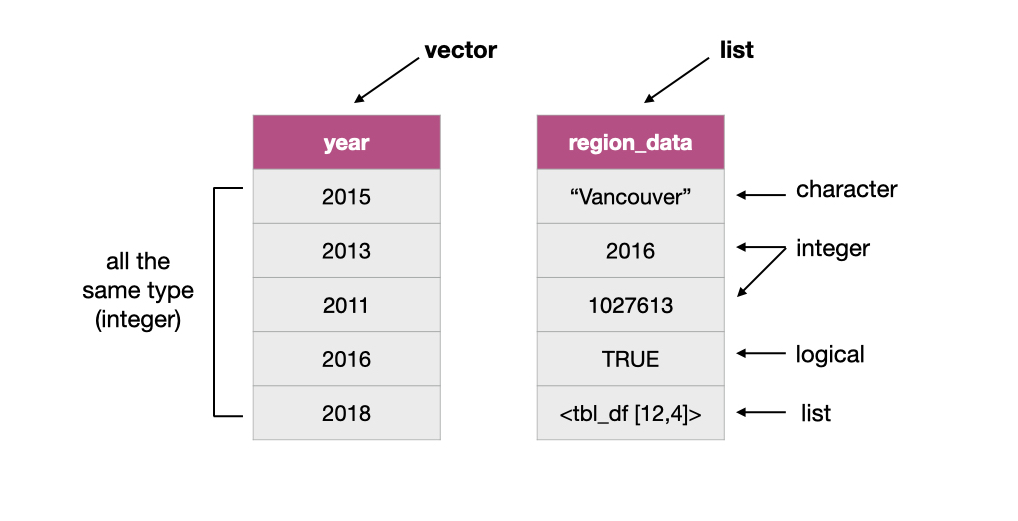 vector
list
year
region_data
2015
“Vancouver”
character
2013
2016
integer
all the
same type
(integer)
2011
1027613
2016
TRUE
logical
2018
<tbl_df [12,4]>
list